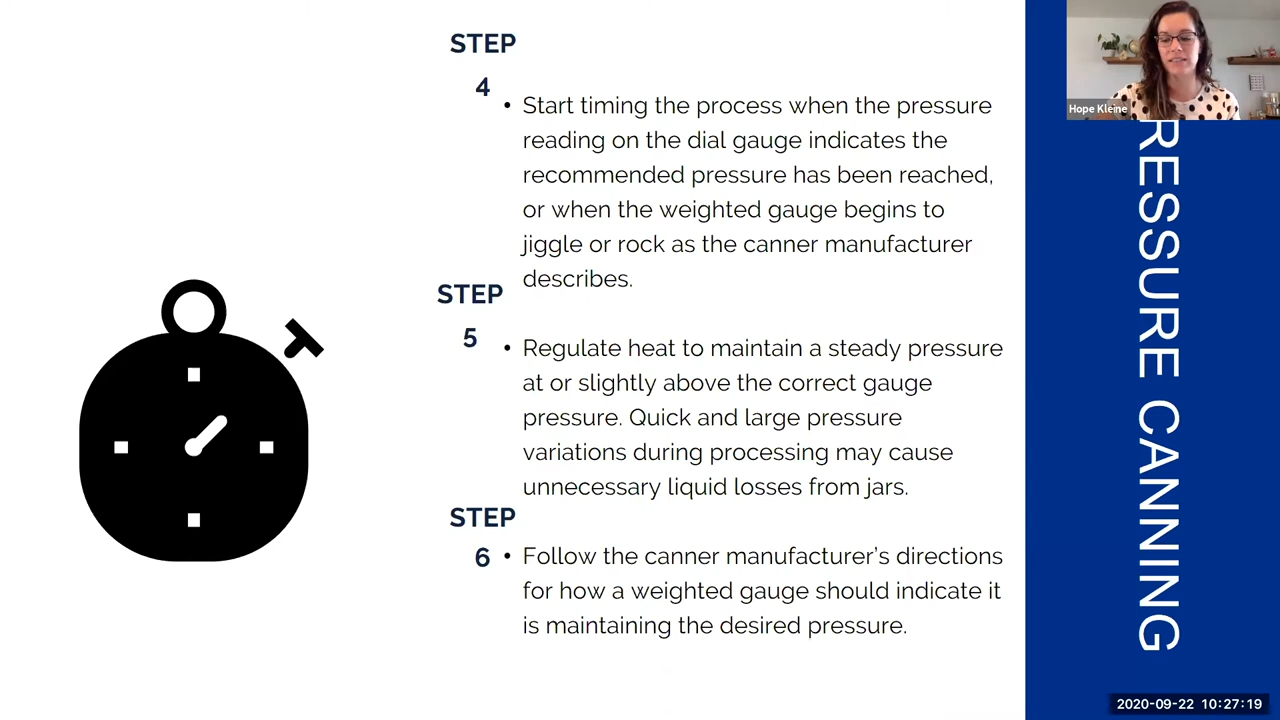 STEP
4
• Start timing the process when the pressure
reading on the dial gauge indicates the
recommended pressure has been reached,
or when the weighted gauge begins to
jiggle or rock as the canner manufacturer
describes.
STEP
5
• Regulate heat to maintain a steady pressure
at or slightly above the correct gauge
pressure. Quick and large pressure
variations during processing may cause
unnecessary liquid losses from jars.
STEP
6
• Follow the canner manufacturer’s directions
for how a weighted gauge should indicate it
is maintaining the desired pressure.
Hope Kleine
RESSURE CANNING
2020-09-22 10:27:19